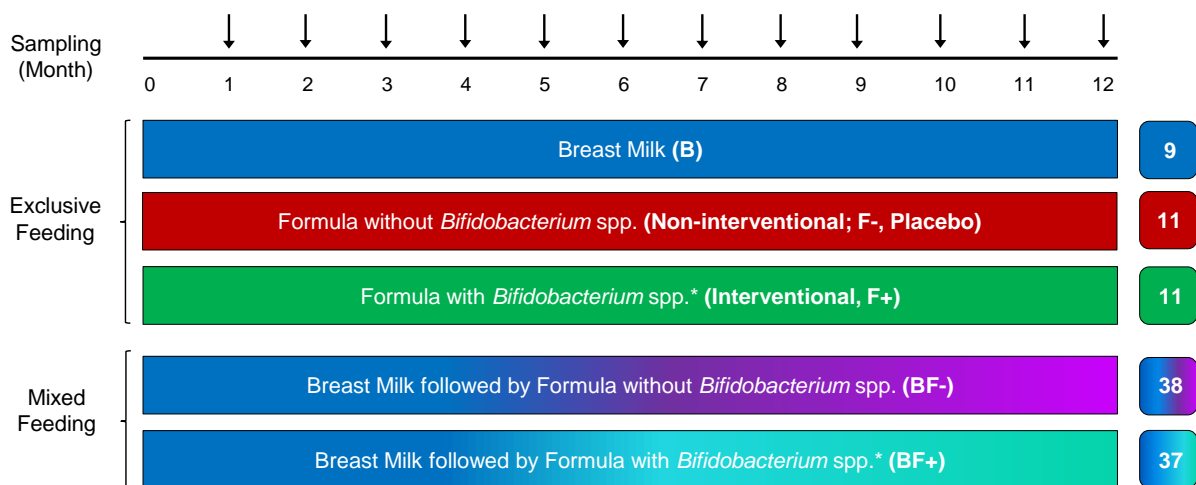 Sampling
(Month)
0 1 2 3 4 5 6 7 8 9 10 11 12
Exclusive
Feeding
Breast Milk (B)
9
Formula without Bifidobacterium spp. (Non-interventional; F-, Placebo)
11
Formula with Bifidobacterium spp.* (Interventional, F+)
11
Mixed
Feeding
Breast Milk followed by Formula without Bifidobacterium spp. (BF-)
38
Breast Milk followed by Formula with Bifidobacterium spp.* (BF+)
37